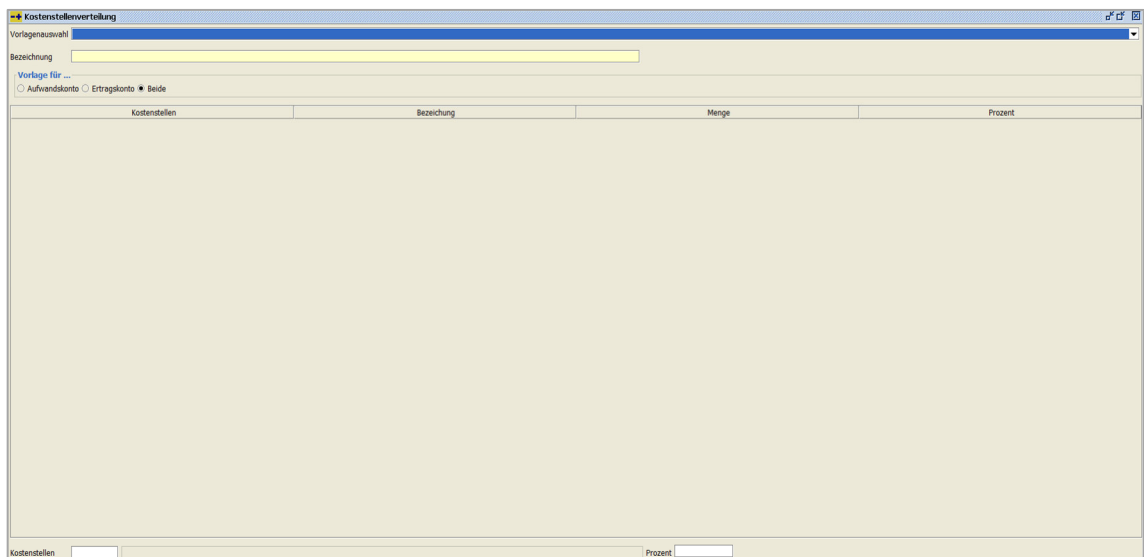 Kostenstellenverteilung
Vorlagenauswahl
Bezeichnung
Vorlage für ...
Aufwandskonto Ertragskonto Beide
Kostenstellen Bezeichung Menge Prozent
Kostenstellen Prozent